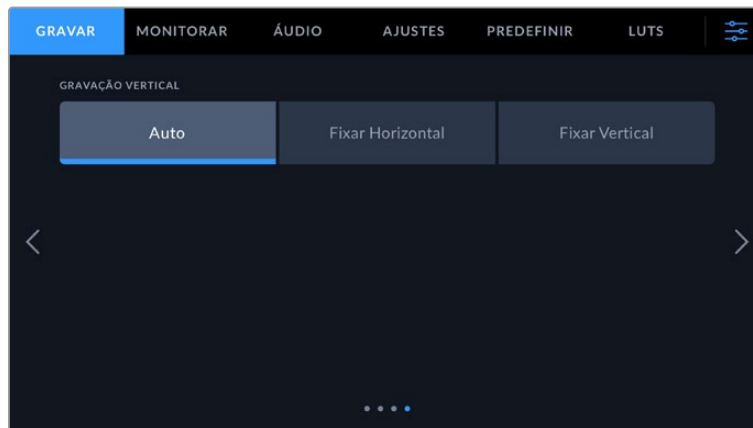 GRAVAR MONITORAR ÁUDIO AJUSTES PREDEFINIR LUTS
GRAVAÇÃO VERTICAL
Auto Fixar Horizontal Fixar Vertical